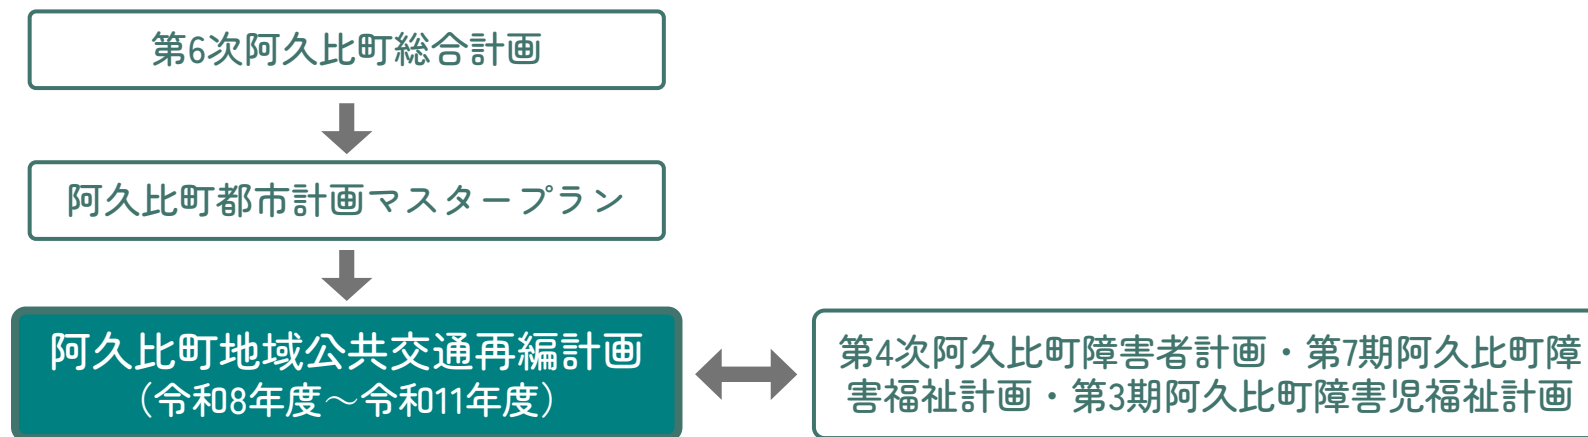 第6次阿久比町総合計画
阿久比町都市計画マスタープラン
阿久比町地域公共交通再編計画
（令和8年度～令和11年度）
第4次阿久比町障害者計画・第7期阿久比町障
害福祉計画・第3期阿久比町障害児福祉計画